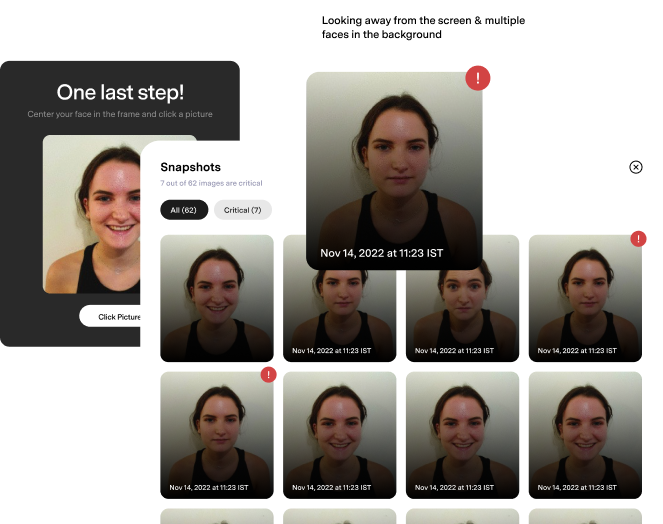 Looking away from the screen & multiple
faces in the background
One last step!
Center your face in the frame and click a picture
Click Picture
Snapshots
7 out of 62 images are critical
All (62)
Critical (7)
!
Nov 14, 2022 at 11:23 IST
!
Nov 14, 2022 at 11:23 IST
Nov 14, 2022 at 11:23 IST
Nov 14, 2022 at 11:23 IST
!
Nov 14, 2022 at 11:23 IST
Nov 14, 2022 at 11:23 IST
Nov 14, 2022 at 11:23 IST
Nov 14, 2022 at 11:23 IST